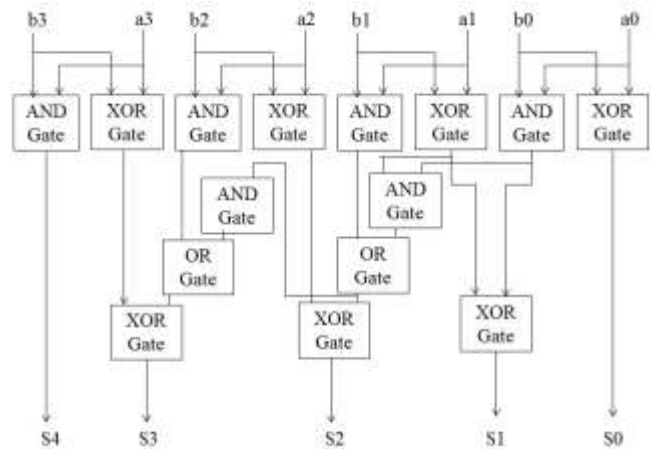 b3 a3 b2 a2 b1 a1 b0 a0
AND XOR AND XOR AND XOR AND XOR
Gate Gate Gate Gate Gate Gate Gate Gate
AND
Gate
AND
Gate
OR
Gate
OR
Gate
XOR
Gate
XOR
Gate
XOR
Gate
S4 S3 S2 S1 S0